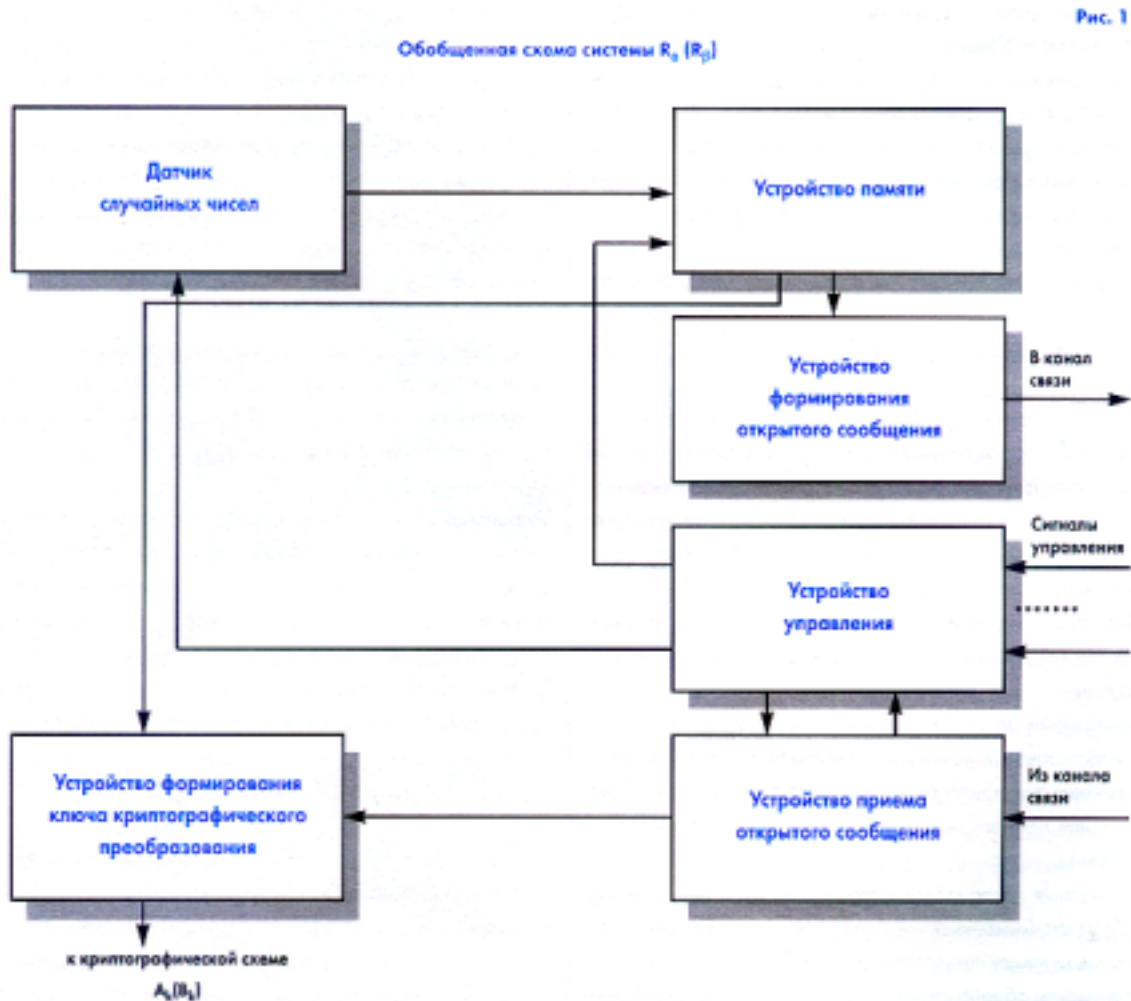 Рис. 1
Обобщенная схема системы Rα (Rβ)
Датчик
случайных чисел
Устройство памяти
Устройство
формирования
открытого сообщения
В канал
связи
Сигналы
управления
Устройство
управления
.......
Устройство формирования
ключа криптографического
преобразования
Устройство приема
открытого сообщения
Из канала
связи
к криптографической схеме
Ak(Bk)